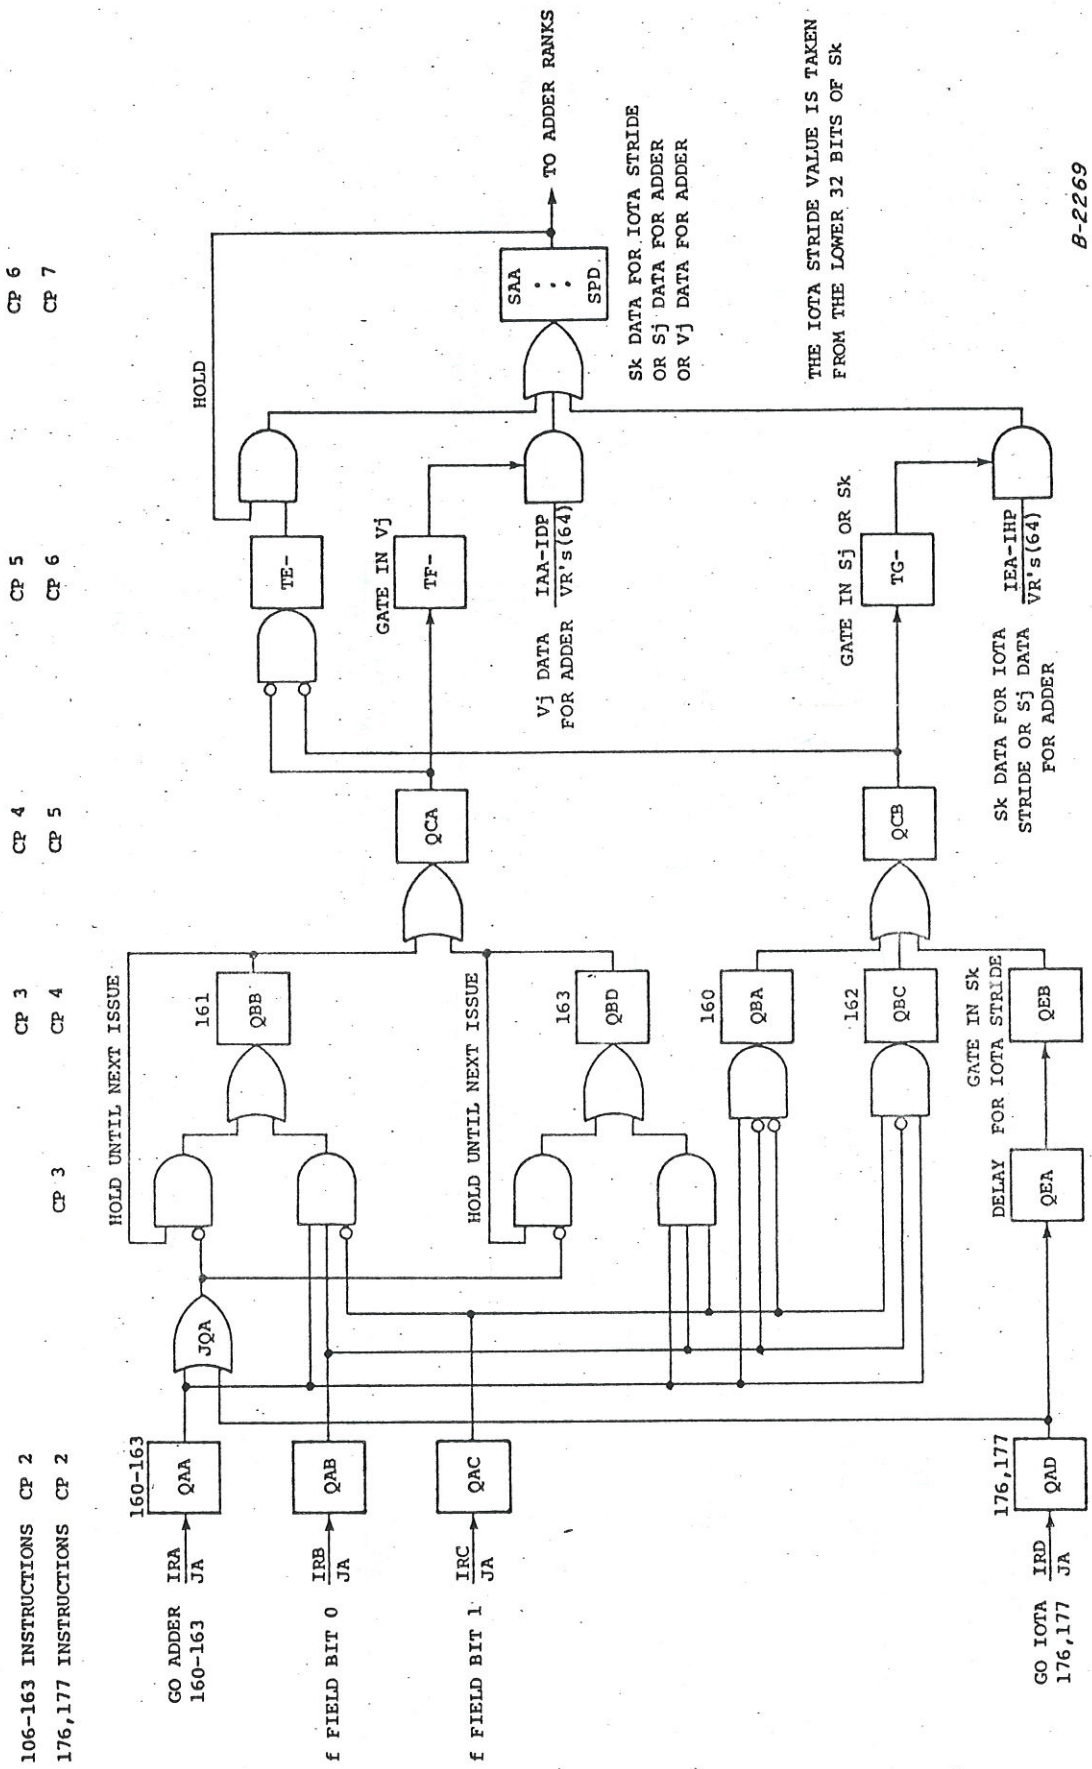 106-163 INSTRUCTIONS CP 2 CP 3 CP 4 CP 5 CP 6
176,177 INSTRUCTIONS CP 2 CP 3 CP 4 CP 5 CP 6 CP 7
GO ADDER IRA
160-163 JA
160-163
QAA
f FIELD BIT 0 IRB
JA
QAB
f FIELD BIT 1 IRC
JA
QAC
GO IOTA IRD
176,177 JA
176,177
QAD
JQA
HOLD UNTIL NEXT ISSUE
161
QBB
HOLD UNTIL NEXT ISSUE
163
QBD
160
QBA
162
QBC
GATE IN Sk
DELAY FOR IOTA STRIDE
QEA
QEB
QCA
QCB
HOLD
TE-
GATE IN Vj
TF-
Vj DATA IAA-IDP
FOR ADDER VR's(64)
GATE IN Sj OR Sk
TG-
Sk DATA FOR IOTA IEA-IHP
STRIDE OR Sj DATA VR's(64)
FOR ADDER
SAA
SPD
TO ADDER RANKS
Sk DATA FOR IOTA STRIDE
OR Sj DATA FOR ADDER
OR Vj DATA FOR ADDER
THE IOTA STRIDE VALUE IS TAKEN
FROM THE LOWER 32 BITS OF Sk
B-2269